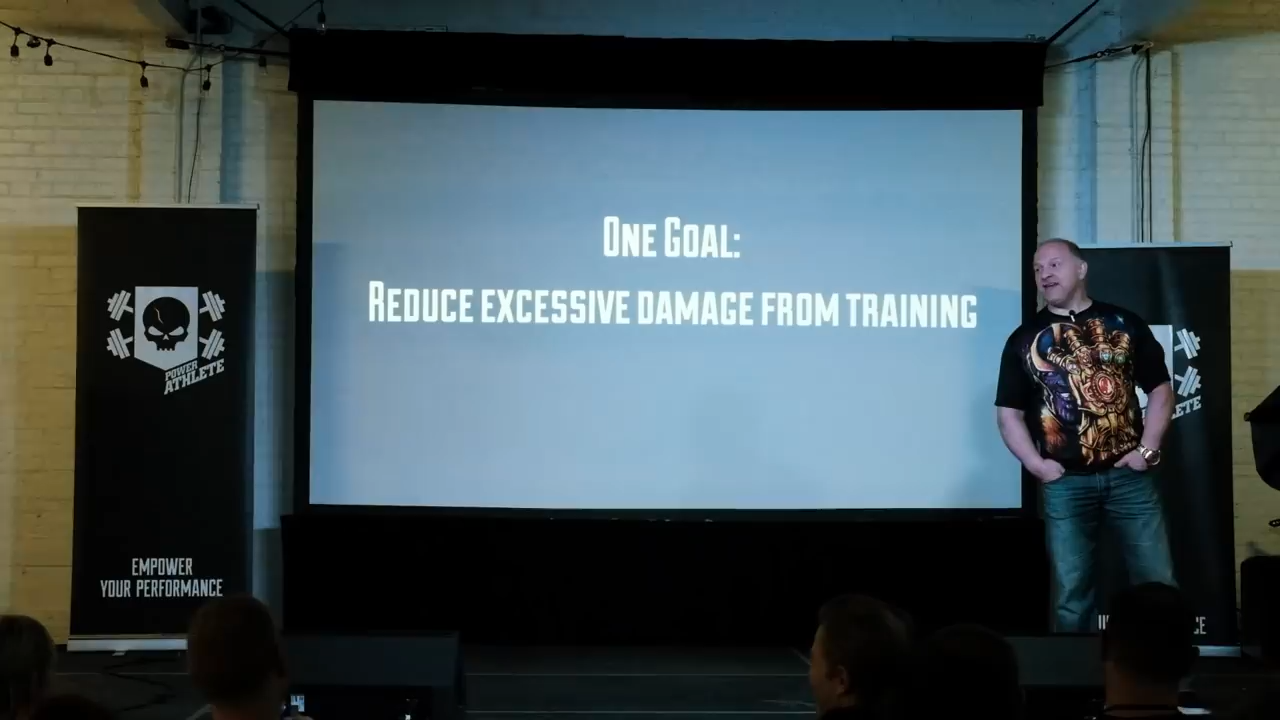 One Goal:
Reduce excessive damage from training
POWER
ATHLETE
EMPOWER
YOUR PERFORMANCE